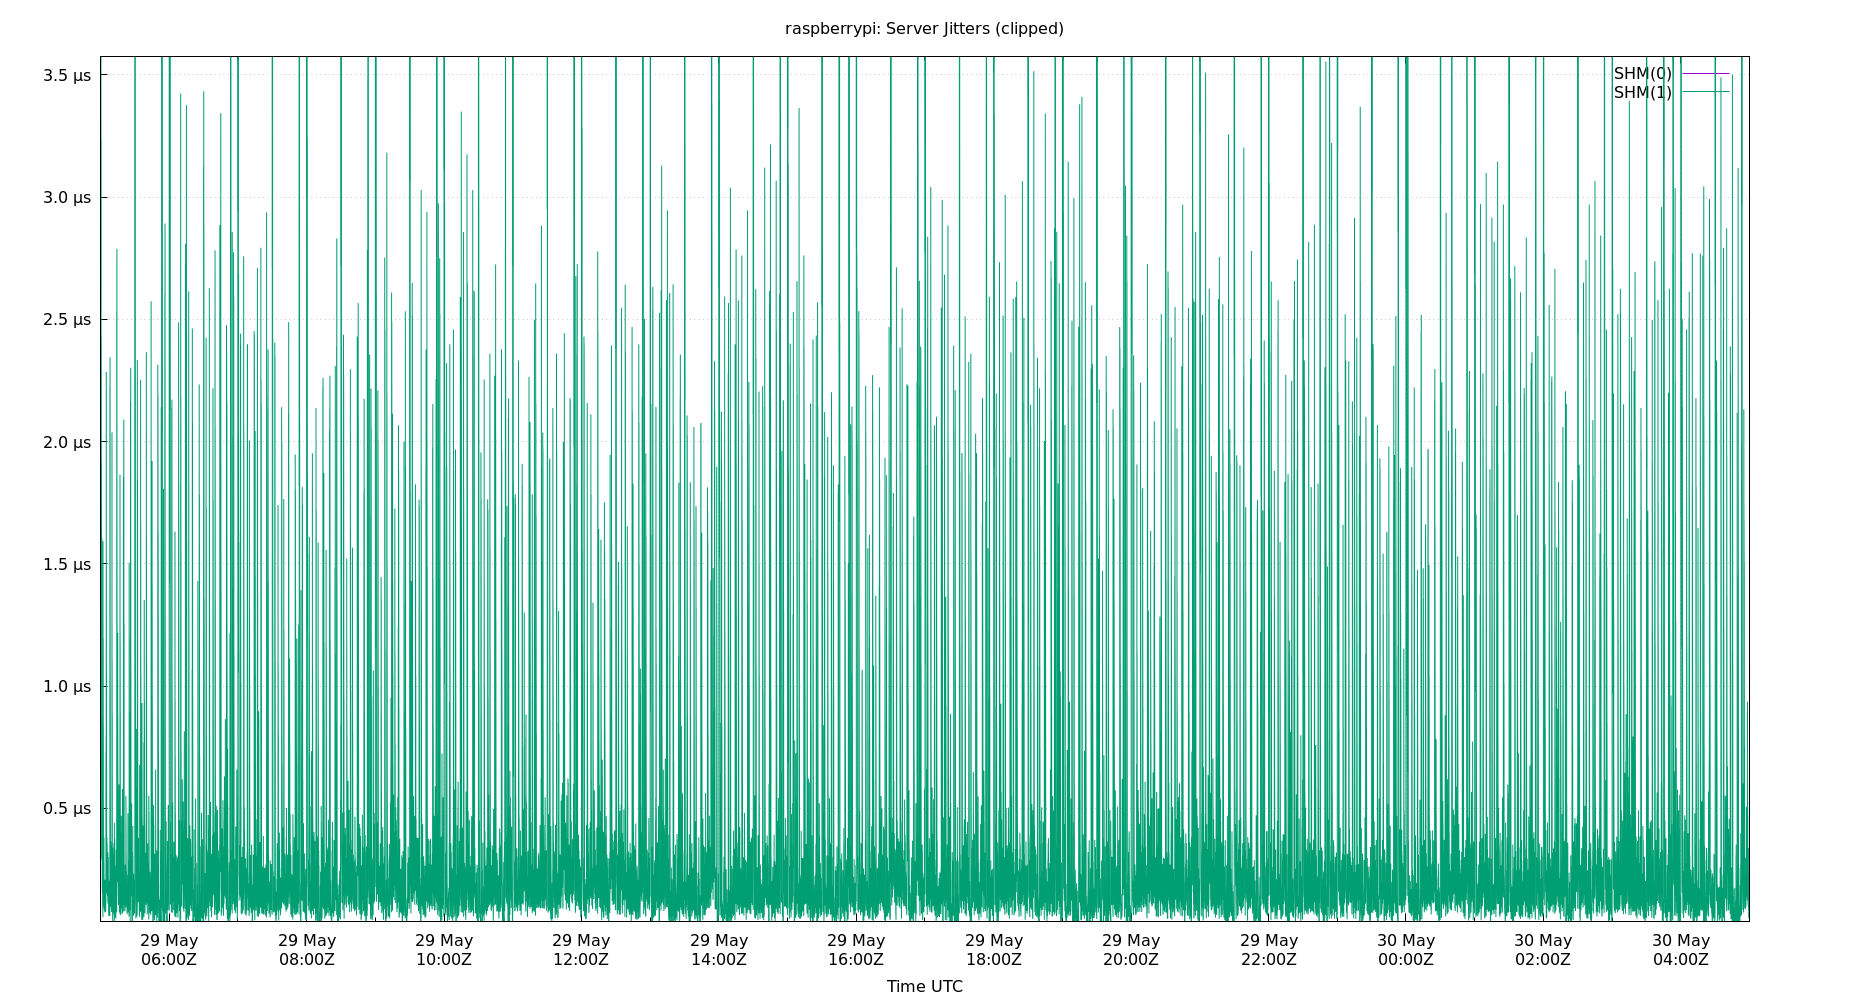 raspberrypi: Server Jitters (clipped)
SHM(0)
SHM(1)
3.5 µs
3.0 µs
2.5 µs
2.0 µs
1.5 µs
1.0 µs
0.5 µs
29 May 29 May 29 May 29 May 29 May 29 May 29 May 29 May 29 May 30 May 30 May 30 May
06:00Z 08:00Z 10:00Z 12:00Z 14:00Z 16:00Z 18:00Z 20:00Z 22:00Z 00:00Z 02:00Z 04:00Z
Time UTC